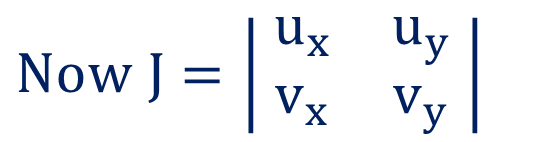 Now J = | uₓ u_y |
| vₓ v_y |